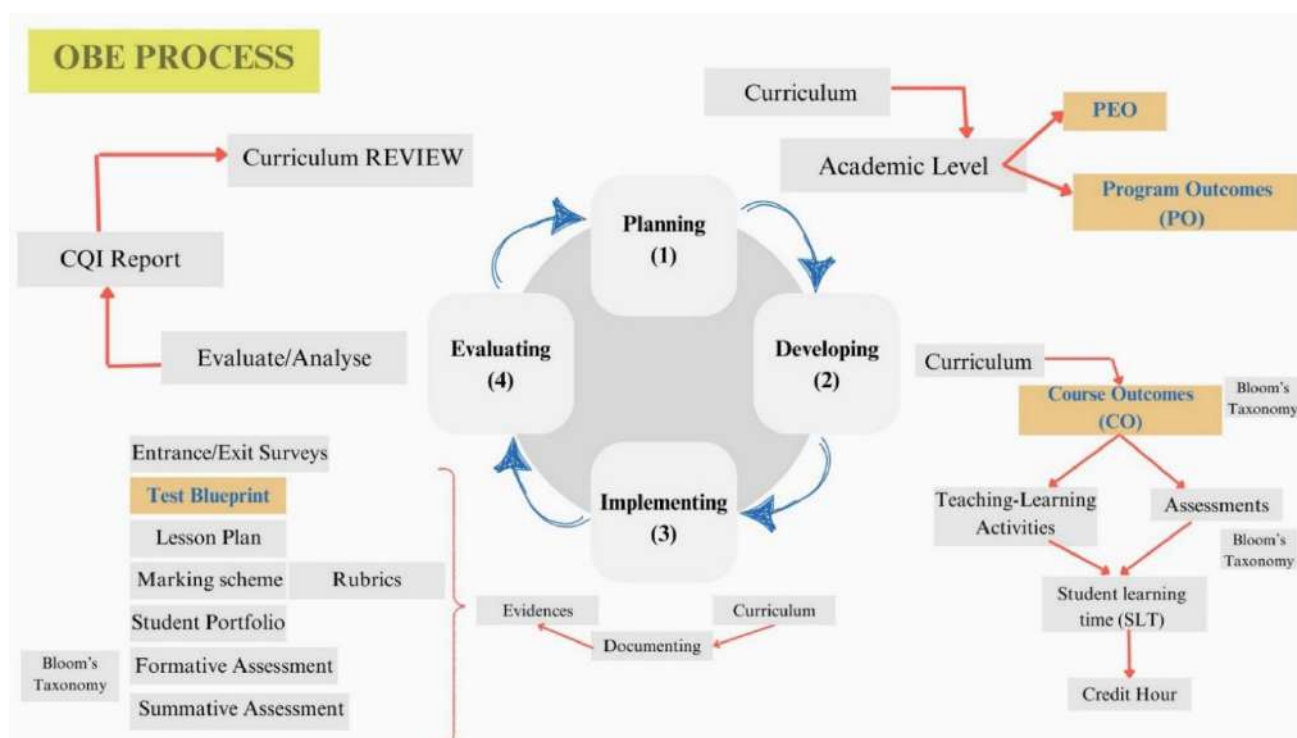 OBE PROCESS
Curriculum REVIEW
CQI Report
Evaluate/Analyse
Curriculum
Academic Level
PEO
Program Outcomes
(PO)
Planning
(1)
Evaluating
(4)
Developing
(2)
Implementing
(3)
Curriculum
Course Outcomes
(CO)
Bloom's
Taxonomy
Teaching-Learning
Activities
Assessments
Bloom's
Taxonomy
Student learning
time (SLT)
Credit Hour
Entrance/Exit Surveys
Test Blueprint
Lesson Plan
Marking scheme
Rubrics
Student Portfolio
Bloom's
Taxonomy
Formative Assessment
Summative Assessment
Evidences
Documenting
Curriculum